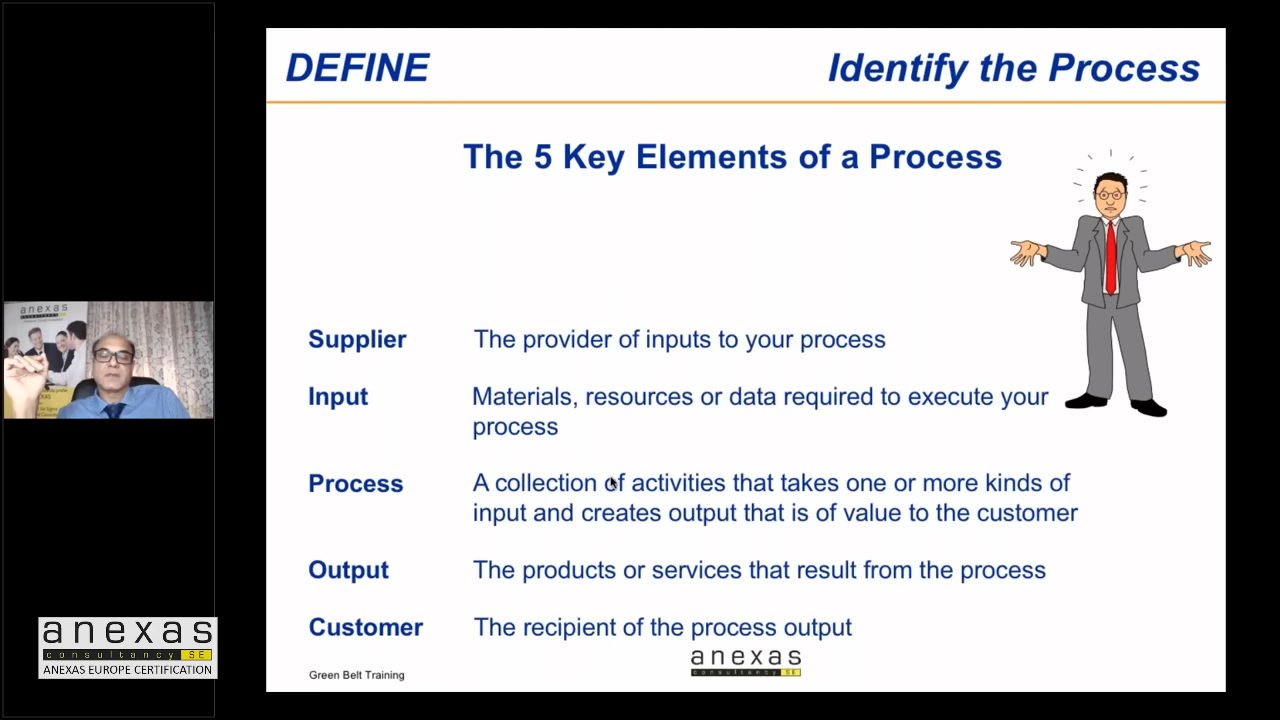 DEFINE
Identify the Process
The 5 Key Elements of a Process
Supplier The provider of inputs to your process
Input Materials, resources or data required to execute your
process
Process A collection of activities that takes one or more kinds of
input and creates output that is of value to the customer
Output The products or services that result from the process
Customer The recipient of the process output
Green Belt Training
anexas
consultancy SE
anexas
anexas
consultancy SE
ANEXAS EUROPE CERTIFICATION